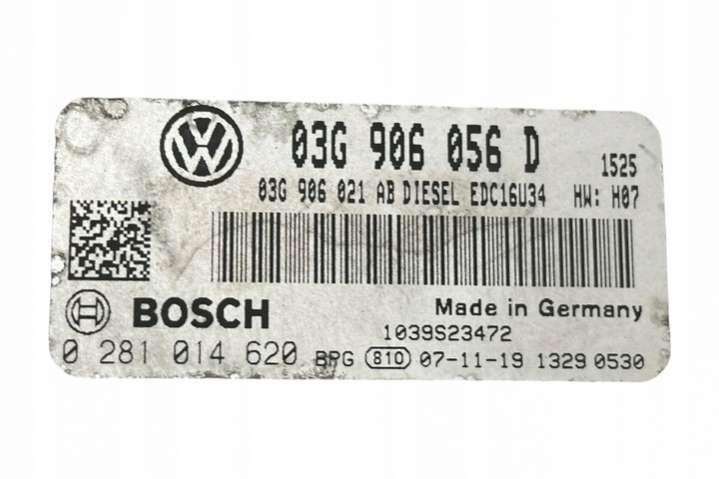 03G 906 056 D 1525
03G 906 021 AB DIESEL EDC16U34 HW: H07
BOSCH Made in Germany
1039S23472
0 281 014 620 BPG 810 07-11-19 1329 0530